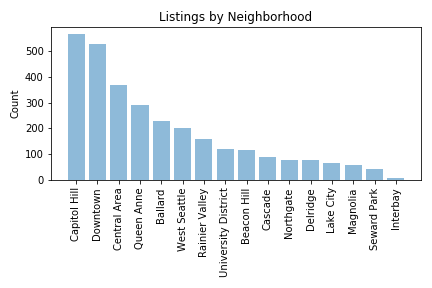 Listings by Neighborhood
Count
500
400
300
200
100
0
Capitol Hill
Downtown
Central Area
Queen Anne
Ballard
West Seattle
Rainier Valley
University District
Beacon Hill
Cascade
Northgate
Delridge
Lake City
Magnolia
Seward Park
Interbay